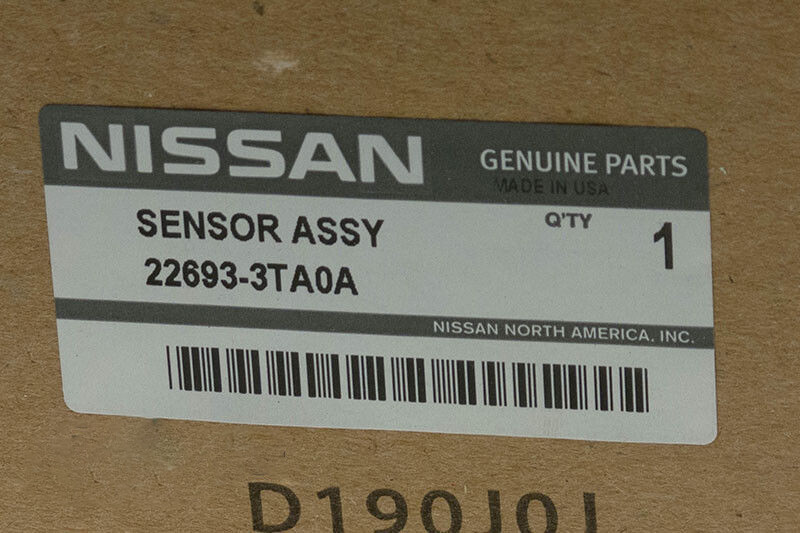 NISSAN
GENUINE PARTS
MADE IN USA
SENSOR ASSY
Q'TY 1
22693-3TA0A
NISSAN NORTH AMERICA, INC.
D190J0J